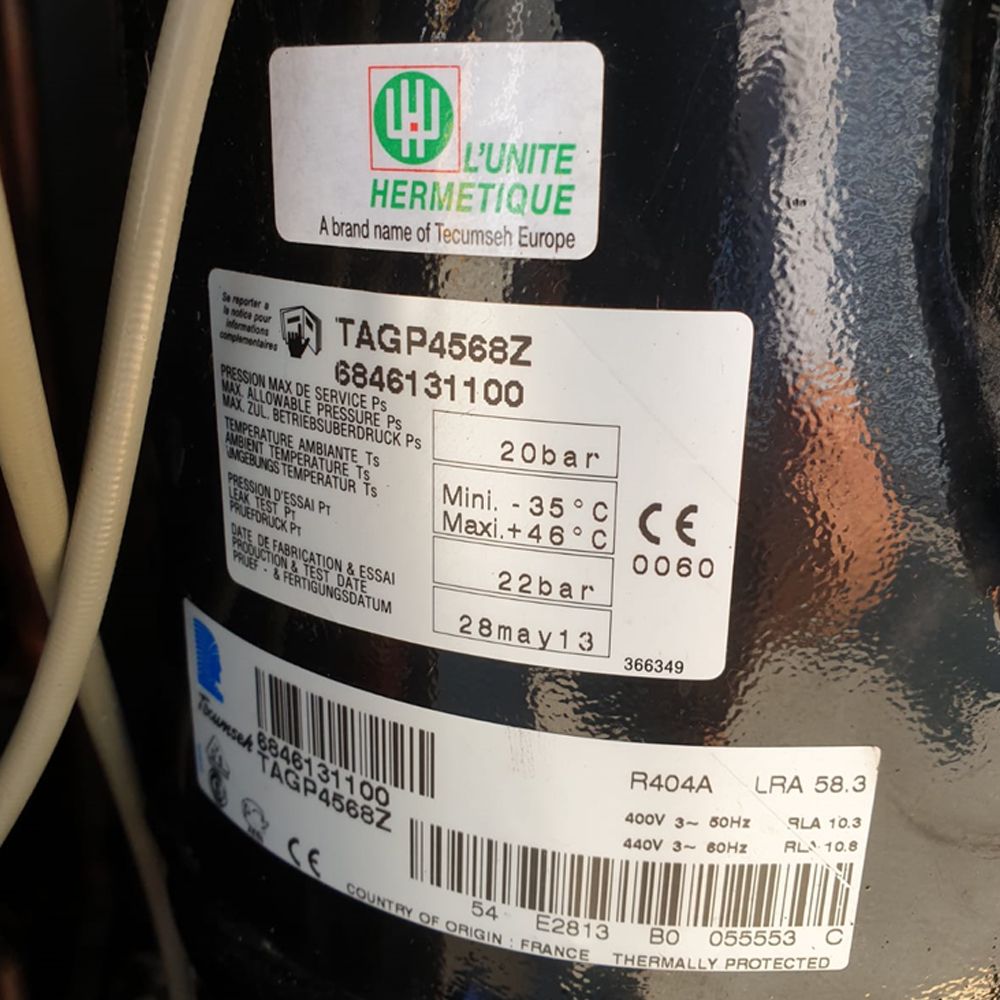 L'UNITE
HERMETIQUE
A brand name of Tecumseh Europe
Se reporter a
la notice pour
informations
complementaires
TAGP4568Z
6846131100
PRESSION MAX DE SERVICE Ps
MAX. ALLOWABLE PRESSURE Ps
MAX. ZUL. BETRIEBSUBERDRUCK Ps
20bar
TEMPERATURE AMBIANTE Ts
AMBIENT TEMPERATURE Ts
UMGEBUNGSTEMPERATUR Ts
Mini. -35°C
Maxi.+46°C
PRESSION D'ESSAI PT
LEAK TEST PT
PRUEFDRUCK PT
22bar
DATE DE FABRICATION & ESSAI
PRODUCTION & TEST DATE
PRUEF - & FERTIGUNGSDATUM
28may13
CE
0060
366349
Tecumseh
6846131100
TAGP4568Z
CE
R404A LRA 58.3
400V 3~ 50Hz RLA 10.3
440V 3~ 60Hz RLA 10.8
54 E2813 B0 055553 C
COUNTRY OF ORIGIN : FRANCE THERMALLY PROTECTED